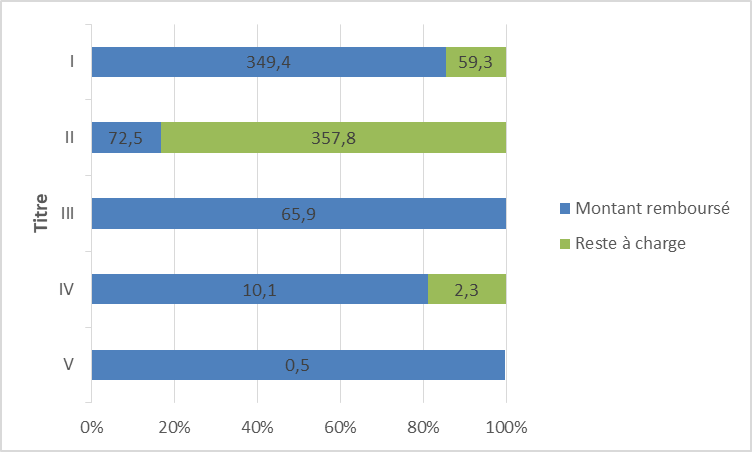 I
349,4 59,3
II
72,5 357,8
Titre
III
65,9
Montant remboursé
Reste à charge
IV
10,1 2,3
V
0,5
0% 20% 40% 60% 80% 100%